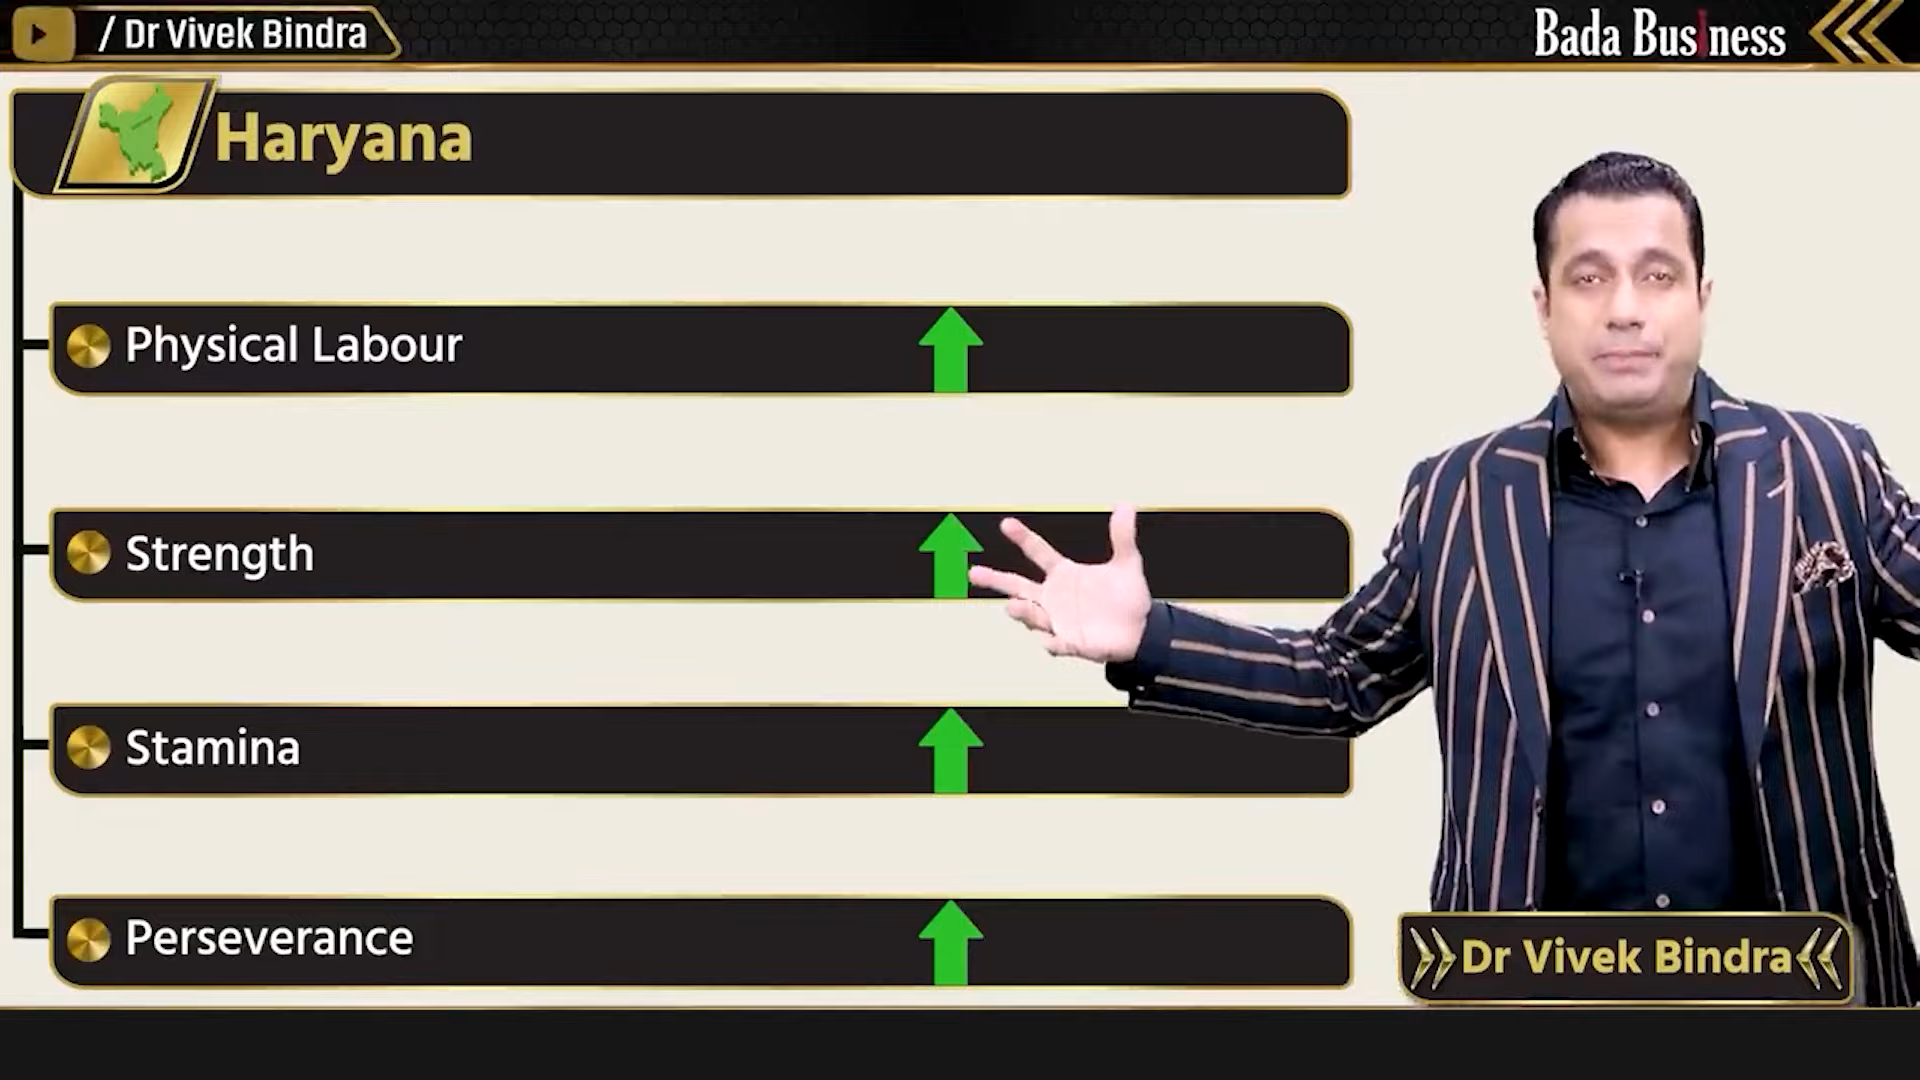 / Dr Vivek Bindra
Bada Business
Haryana
Physical Labour
Strength
Stamina
Perseverance
Dr Vivek Bindra